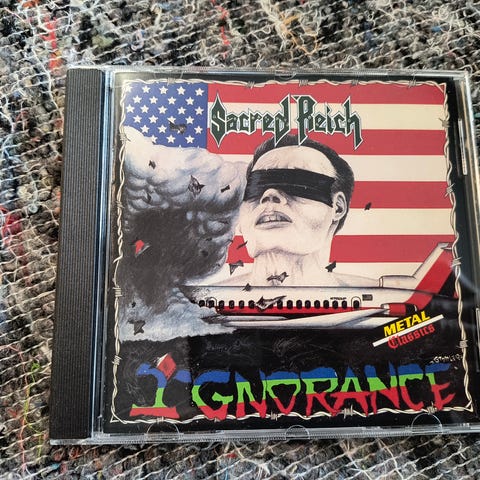 Sacred Reich
METAL
Classics
IGNORANCE